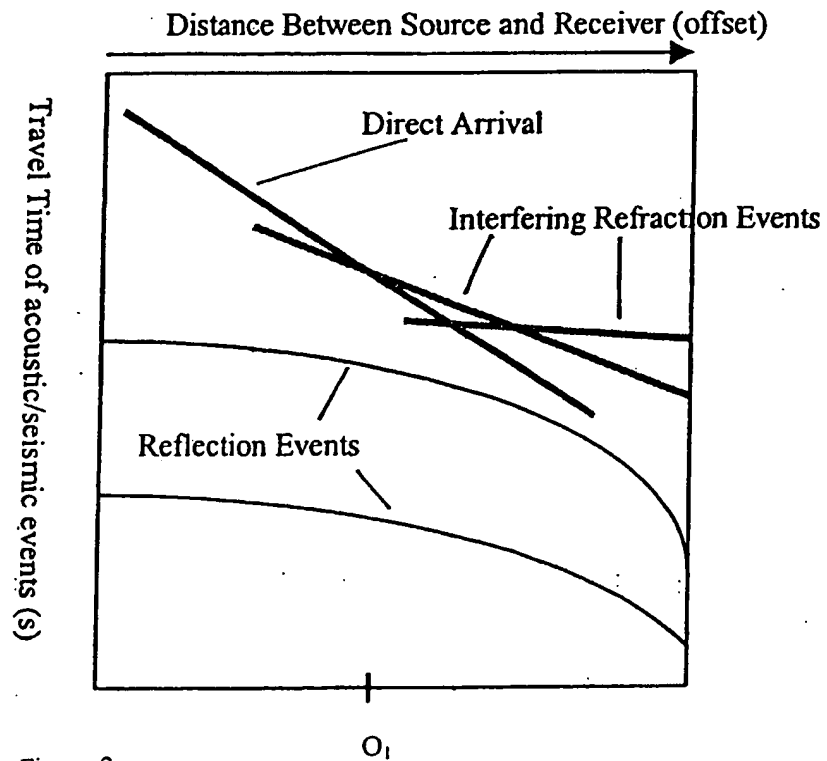 Distance Between Source and Receiver (offset)
Travel Time of acoustic/seismic events (s)
Direct Arrival
Interfering Refraction Events
Reflection Events
O₁